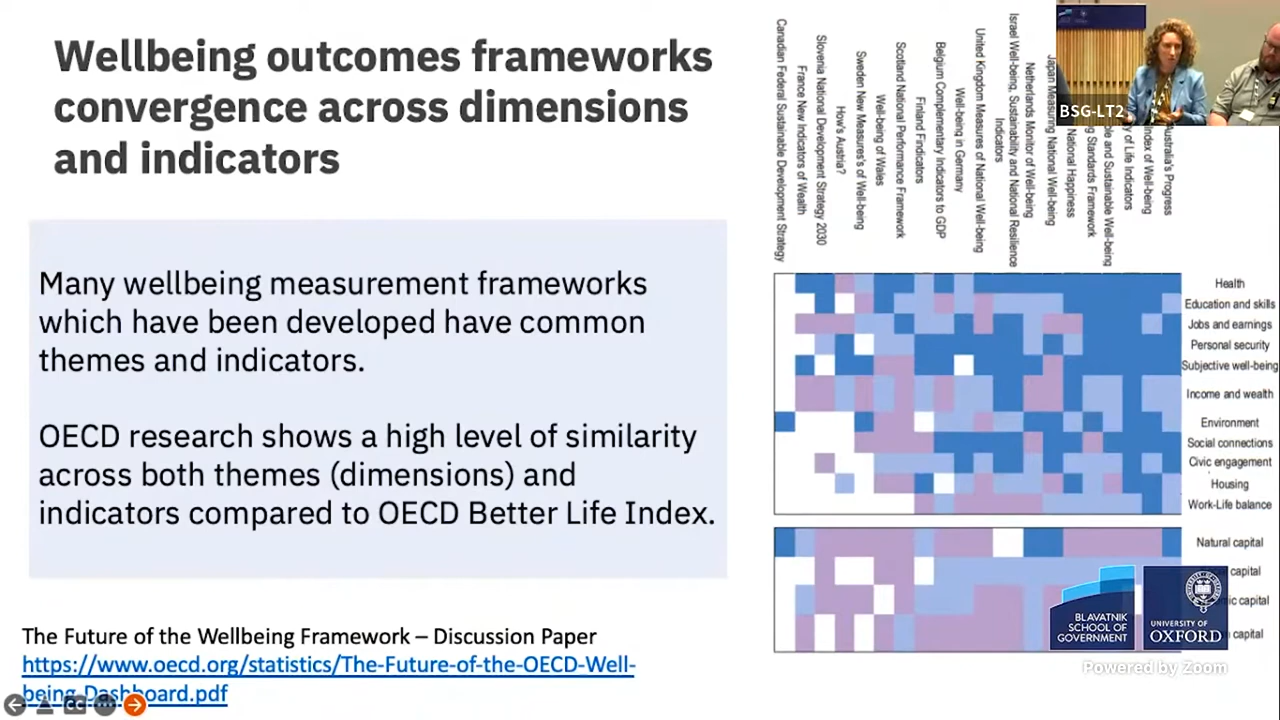 Wellbeing outcomes frameworks
convergence across dimensions
and indicators
Many wellbeing measurement frameworks
which have been developed have common
themes and indicators.
OECD research shows a high level of similarity
across both themes (dimensions) and
indicators compared to OECD Better Life Index.
The Future of the Wellbeing Framework – Discussion Paper
https://www.oecd.org/statistics/The-Future-of-the-OECD-Well-
being-Dashboard.pdf
CC
Canadian Federal Sustainable Development Strategy
France New Indicators of Wealth
Slovenia National Development Strategy 2030
How's Austria?
Sweden New Measures's of Well-being
Well-being of Wales
Scotland National Performance Framework
Finland Findicators
Belgium Complementary Indicators to GDP
Well-being in Germany
United Kingdom Measures of National Well-being
Israel Well-being, Sustainability and National Resilience
Indicators
Netherlands Monitor of Well-being
Japan Measuring National Well-being
National Happiness
Standards Framework
and Sustainable Well-being
of Life Indicators
Index of Well-being
Australia's Progress
BSG-LT2
Health
Education and skills
Jobs and earnings
Personal security
Subjective well-being
Income and wealth
Environment
Social connections
Civic engagement
Housing
Work-Life balance
Natural capital
capital
capital
capital
BLAVATNIK
SCHOOL OF
GOVERNMENT
UNIVERSITY OF
OXFORD
Powered by Zoom